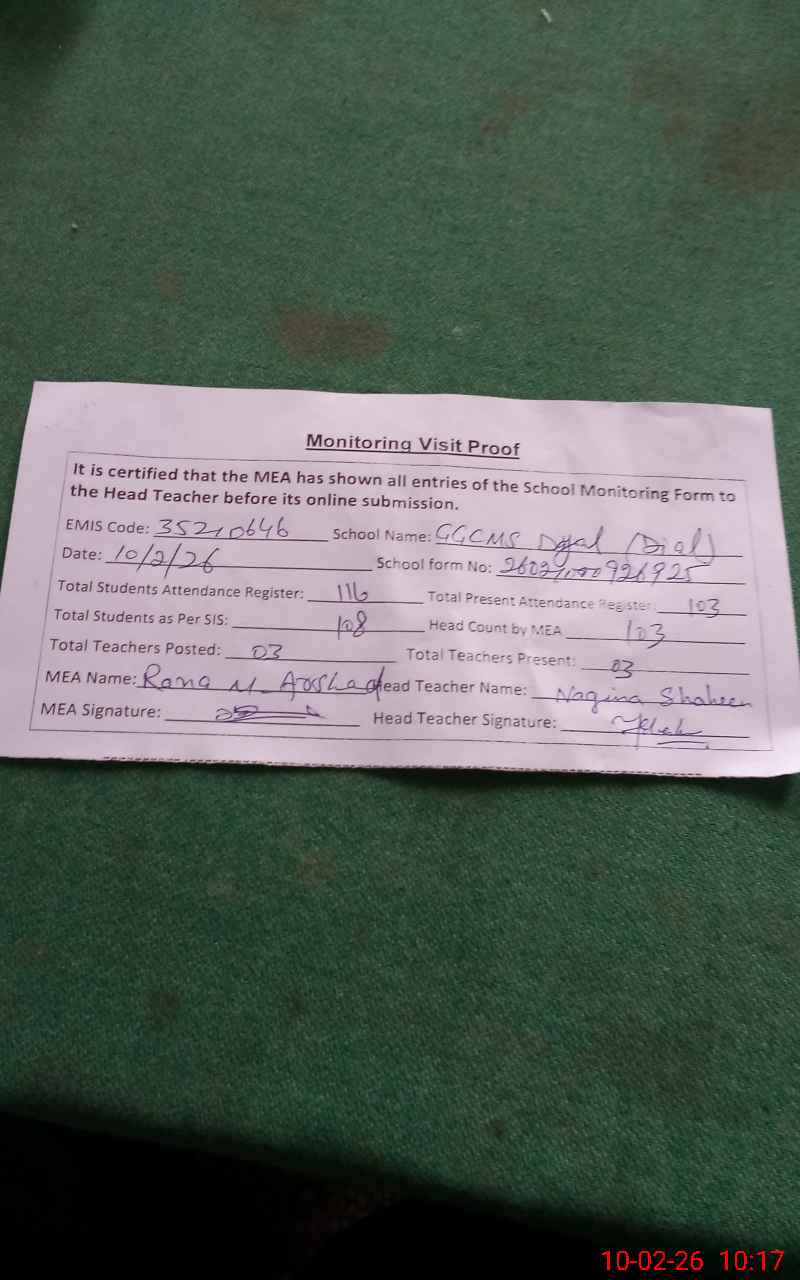 Monitoring Visit Proof
It is certified that the MEA has shown all entries of the School Monitoring Form to
the Head Teacher before its online submission.
EMIS Code: 35210646 School Name: GGCMS Dyal (Dial)
Date: 10/2/26 School form No:
Total Students Attendance Register: 116 Total Present Attendance Register: 103
Total Students as Per SIS: 108 Head Count by MEA 103
Total Teachers Posted: 03 Total Teachers Present: 03
MEA Name: Rana M. Arshad Head Teacher Name: Nagina Shaheen
MEA Signature: Head Teacher Signature:
10-02-26 10:17